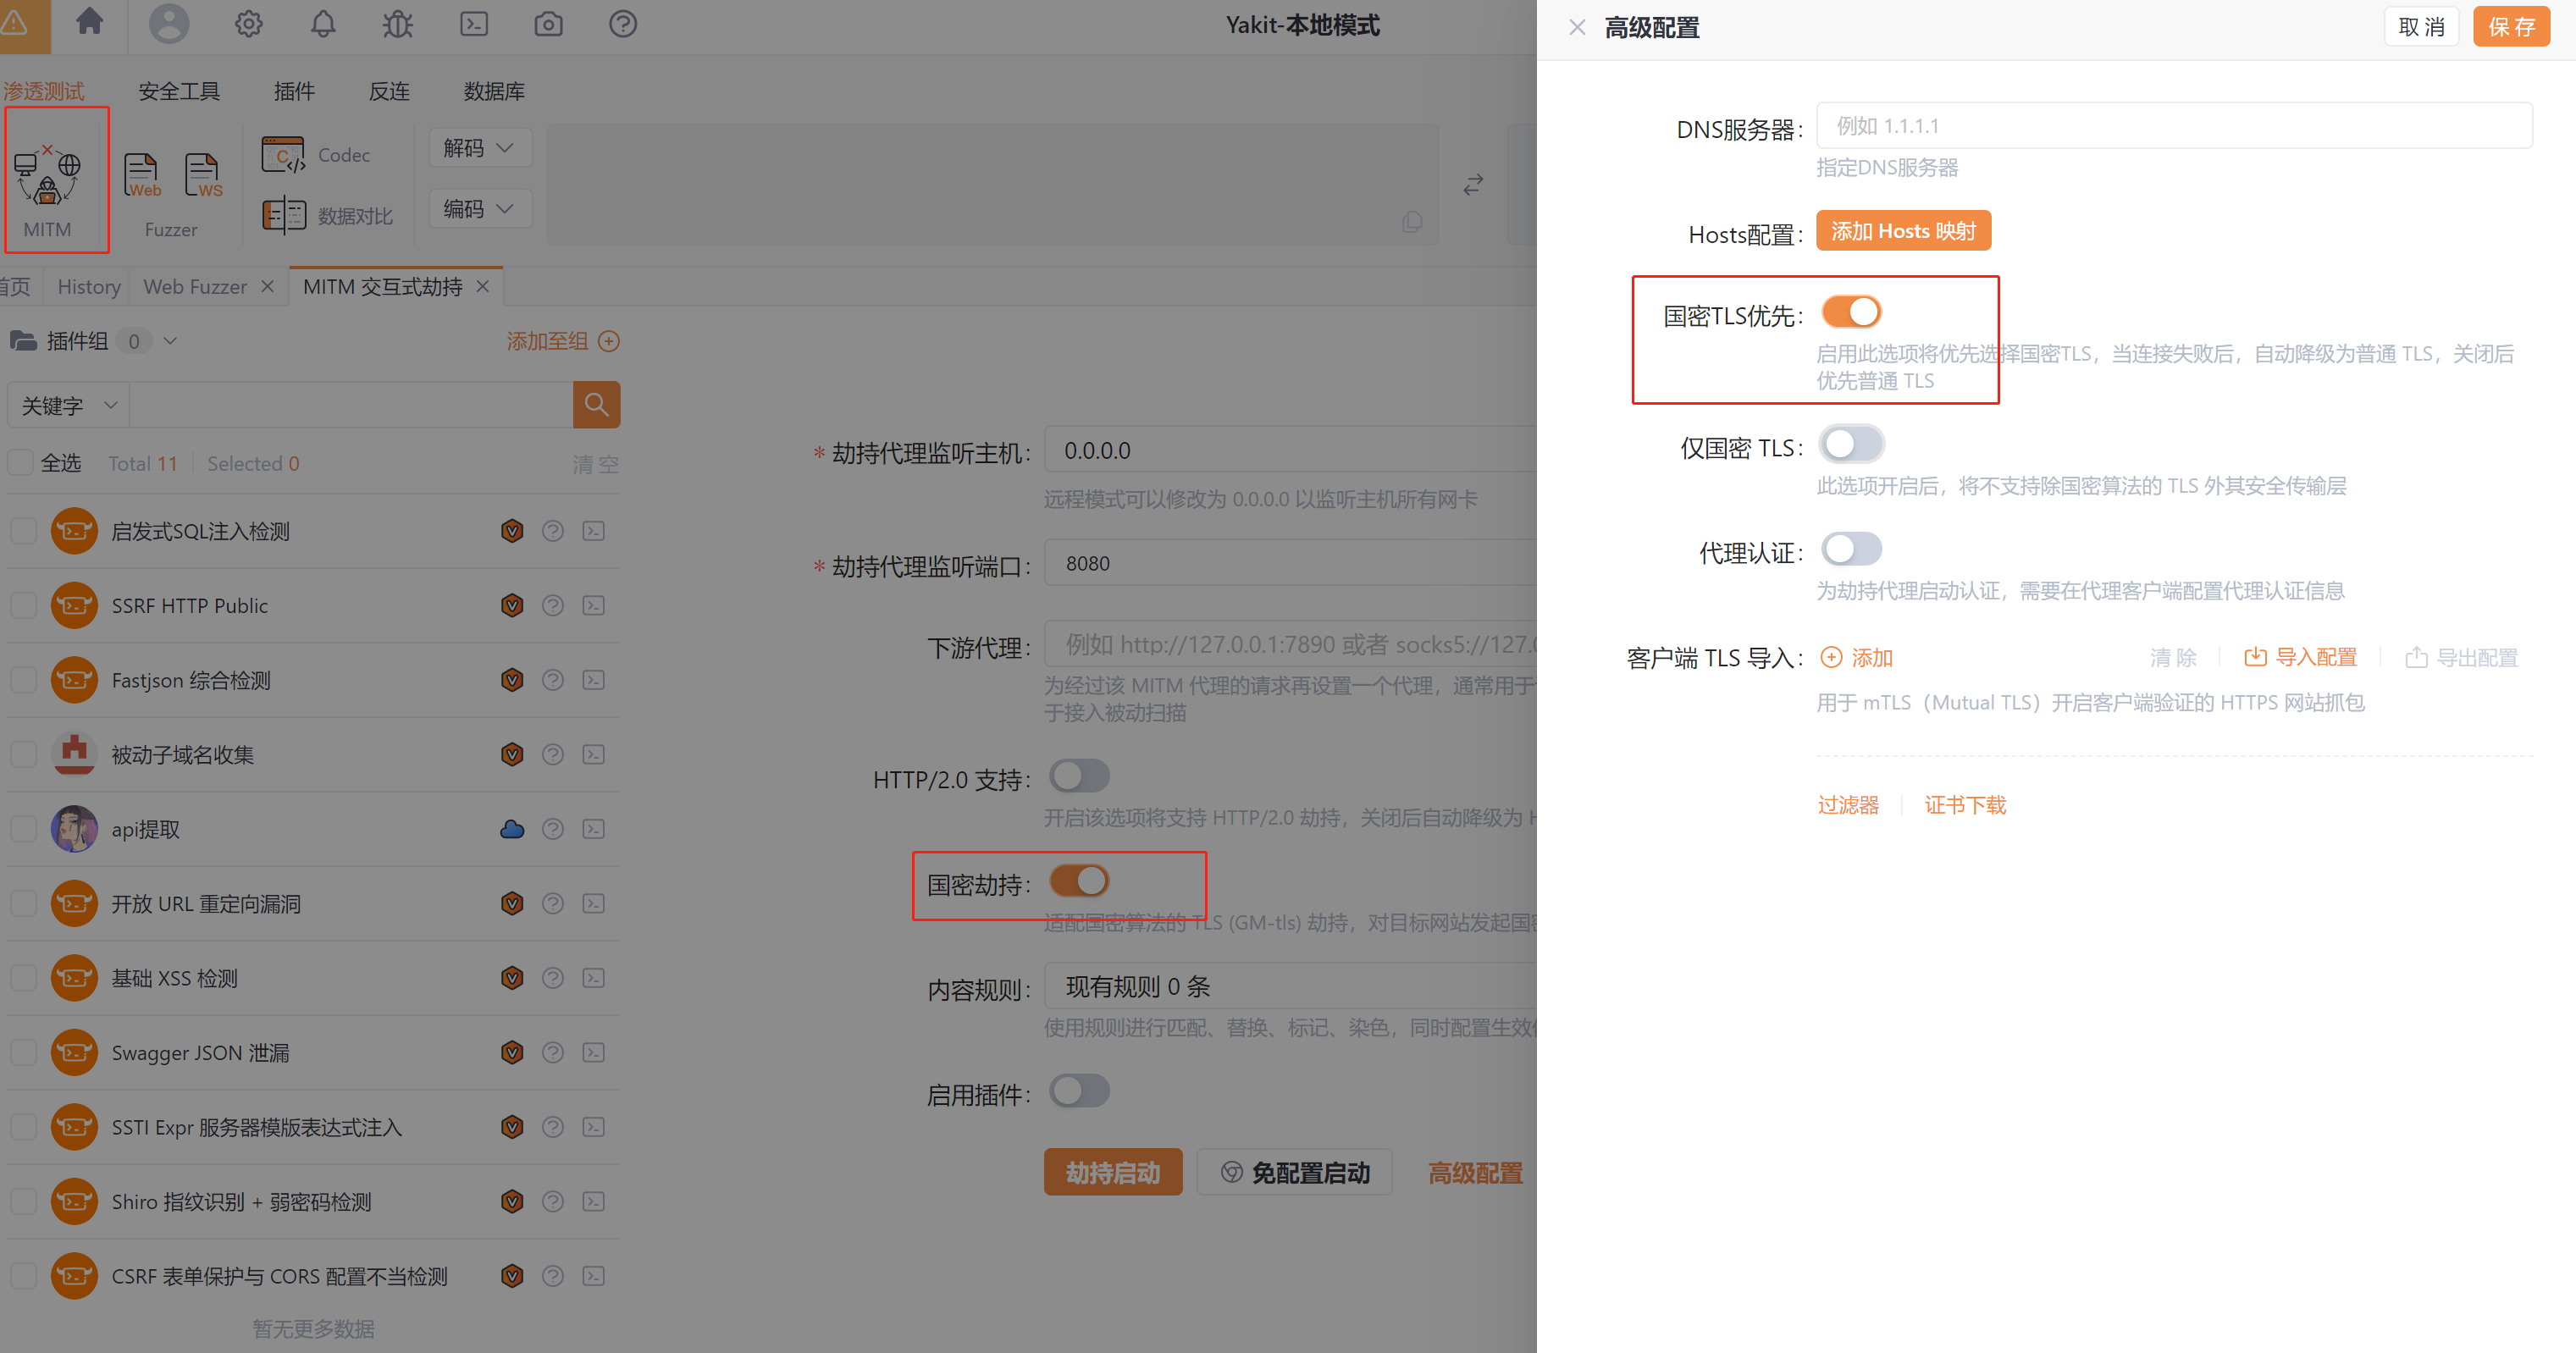 Yakit-本地模式
渗透测试
安全工具
插件
反连
数据库
MITM
Web
WS
Fuzzer
Codec
数据对比
解码
编码
首页
History
Web Fuzzer
MITM 交互式劫持
插件组 0
添加至组
关键字
全选 Total 11 Selected 0 清 空
启发式SQL注入检测
SSRF HTTP Public
Fastjson 综合检测
被动子域名收集
api提取
开放 URL 重定向漏洞
基础 XSS 检测
Swagger JSON 泄漏
SSTI Expr 服务器模版表达式注入
Shiro 指纹识别 + 弱密码检测
CSRF 表单保护与 CORS 配置不当检测
暂无更多数据
* 劫持代理监听主机: 0.0.0.0
远程模式可以修改为 0.0.0.0 以监听主机所有网卡
* 劫持代理监听端口: 8080
下游代理: 例如 http://127.0.0.1:7890 或者 socks5://127.
为经过该 MITM 代理的请求再设置一个代理，通常用于
于接入被动扫描
HTTP/2.0 支持:
开启该选项将支持 HTTP/2.0 劫持，关闭后自动降级为 H
国密劫持:
适配国密算法的 TLS (GM-tls) 劫持，对目标网站发起国密
内容规则: 现有规则 0 条
使用规则进行匹配、替换、标记、染色，同时配置生效
启用插件:
劫持启动
免配置启动
高级配置
高级配置
取 消
保 存
DNS服务器: 例如 1.1.1.1
指定DNS服务器
Hosts配置: 添加 Hosts 映射
国密TLS优先:
启用此选项将优先选择国密TLS，当连接失败后，自动降级为普通 TLS，关闭后
优先普通 TLS
仅国密 TLS:
此选项开启后，将不支持除国密算法的 TLS 外其安全传输层
代理认证:
为劫持代理启动认证，需要在代理客户端配置代理认证信息
客户端 TLS 导入: 添加 清 除 导入配置 导出配置
用于 mTLS（Mutual TLS）开启客户端验证的 HTTPS 网站抓包
过滤器
证书下载